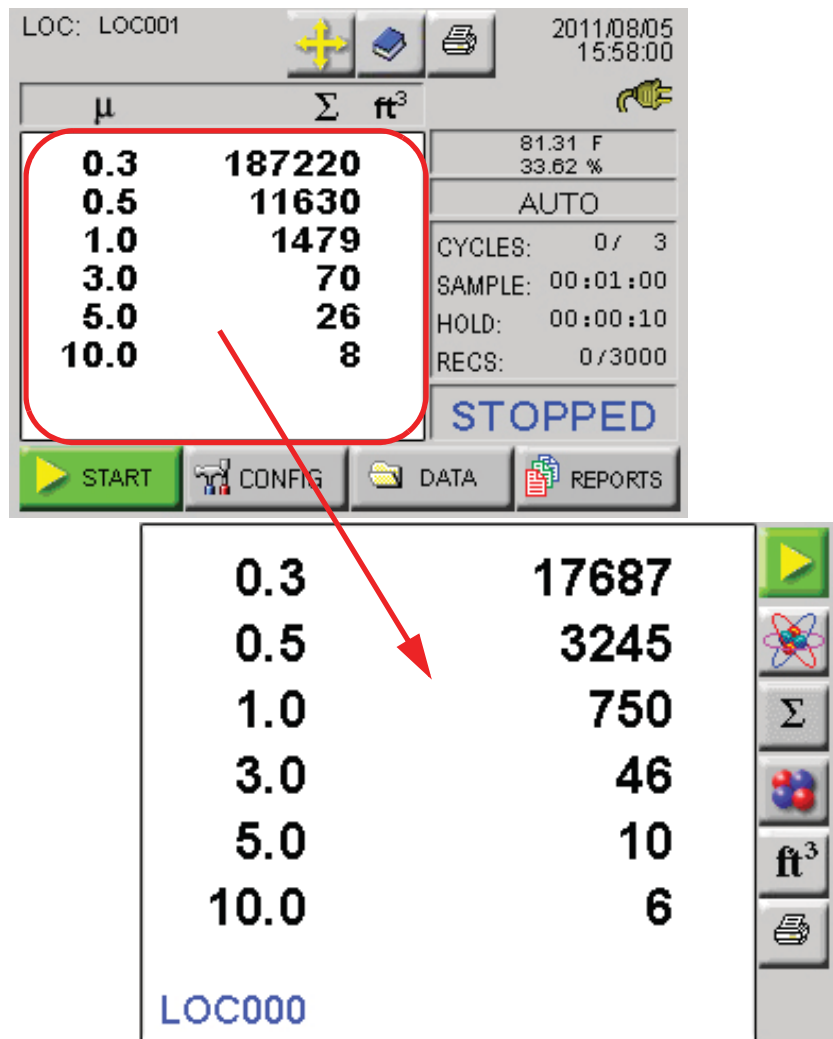 LOC: LOC001
2011/08/05
15:58:00
μ Σ ft³
0.3 187220
0.5 11630
1.0 1479
3.0 70
5.0 26
10.0 8
81.31 F
33.62 %
AUTO
CYCLES: 0/ 3
SAMPLE: 00:01:00
HOLD: 00:00:10
RECS: 0/3000
STOPPED
START CONFIG DATA REPORTS
0.3 17687
0.5 3245
1.0 750
3.0 46
5.0 10
10.0 6
LOC000
Σ
ft³